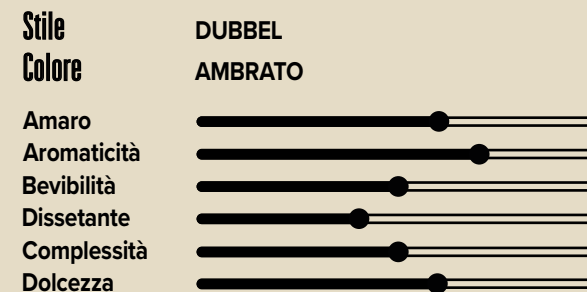 Stile DUBBEL
Colore AMBRATO
Amaro
Aromaticità
Bevibilità
Dissetante
Complessità
Dolcezza